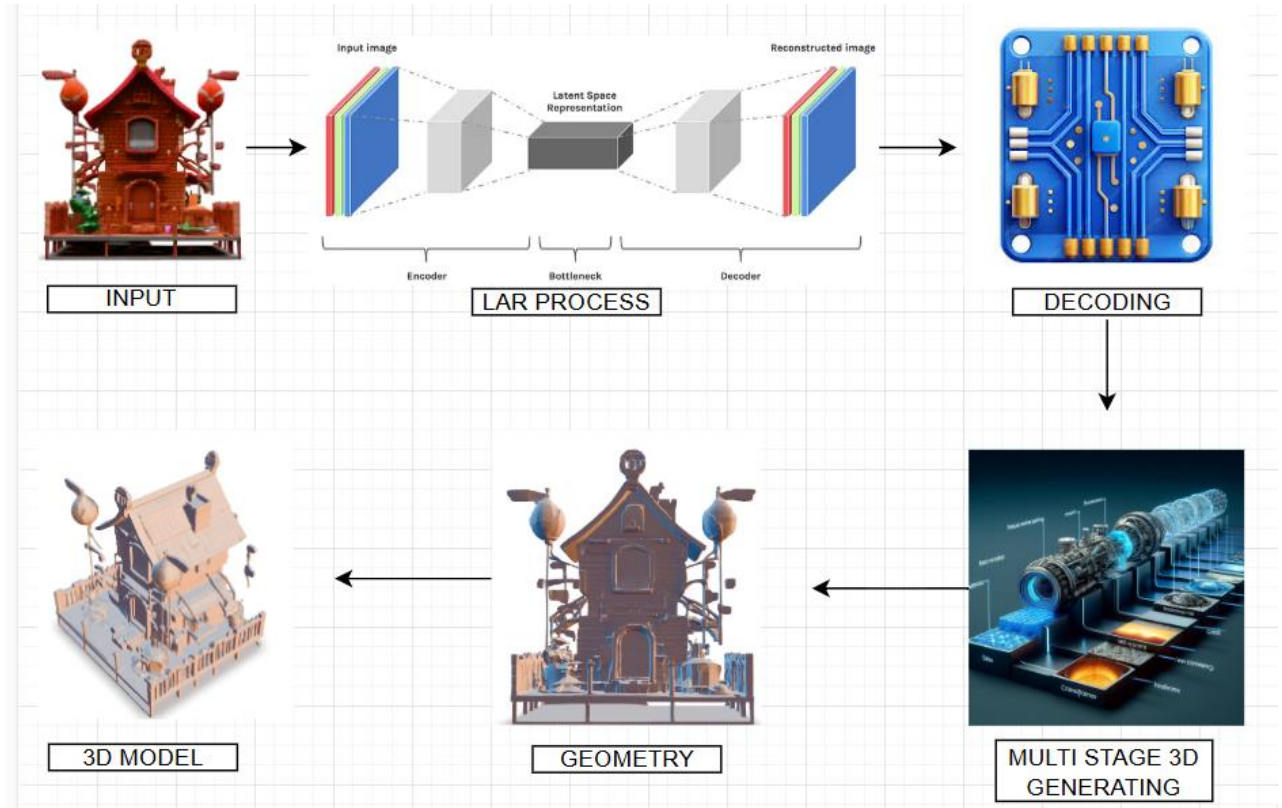 Input image
Reconstructed image
Latent Space
Representation
Encoder
Bottleneck
Decoder
INPUT
LAR PROCESS
DECODING
3D MODEL
GEOMETRY
MULTI STAGE 3D
GENERATING